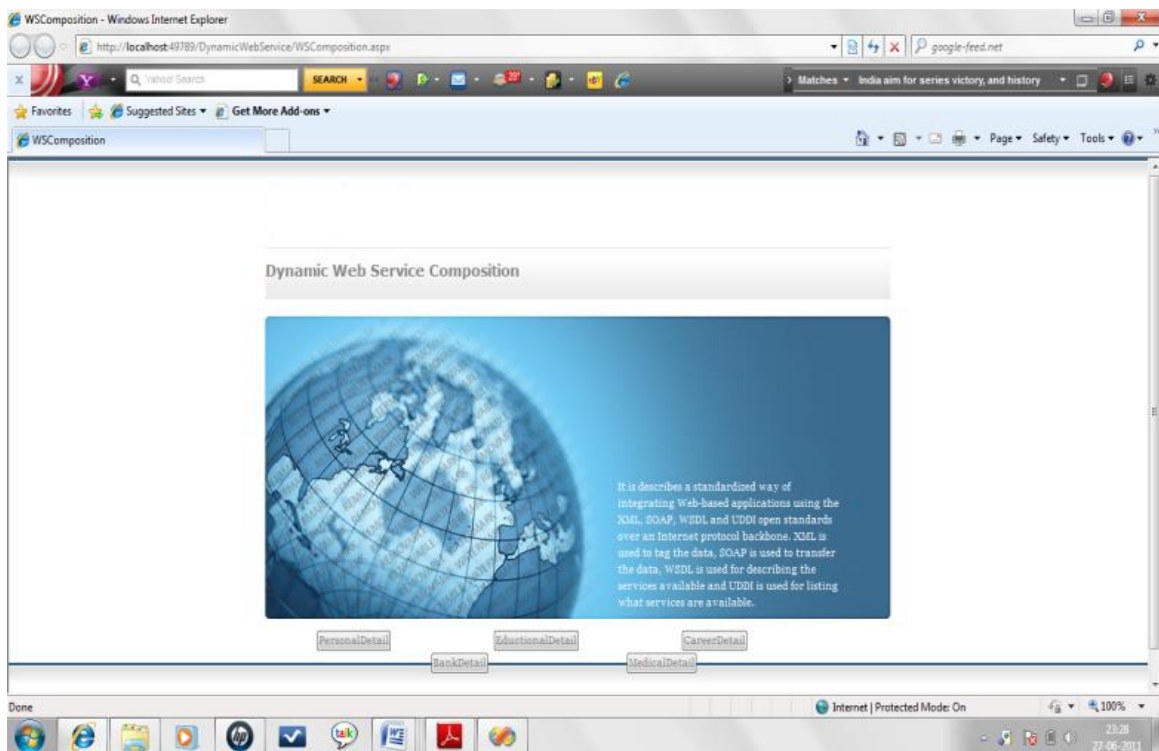 WSComposition - Windows Internet Explorer
http://localhost:49789/DynamicWebService/WSComposition.aspx
google-feed.net
Yahoo! Search
SEARCH
Matches
India aim for series victory, and history
Favorites
Suggested Sites
Get More Add-ons
WSComposition
Page
Safety
Tools
Dynamic Web Service Composition
It is describes a standardized way of
integrating Web-based applications using the
XML, SOAP, WSDL and UDDI open standards
over an Internet protocol backbone. XML is
used to tag the data, SOAP is used to transfer
the data, WSDL is used for describing the
services available and UDDI is used for listing
what services are available.
PersonalDetail
EductionalDetail
CareerDetail
BankDetail
MedicalDetail
Done
Internet | Protected Mode: On
100%
talk
hp
23:28
27-06-2011